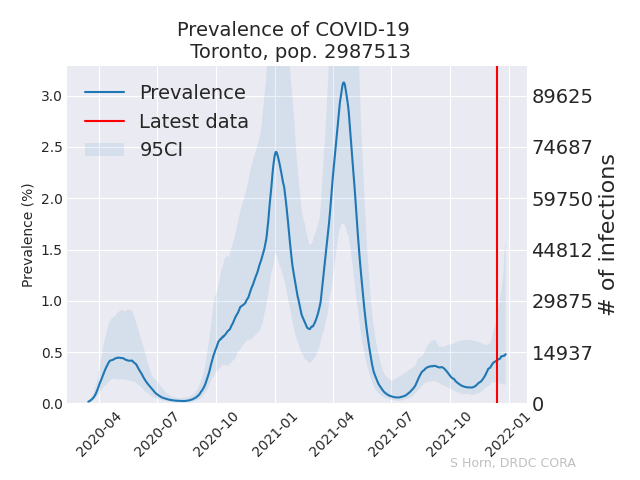 Prevalence of COVID-19
Toronto, pop. 2987513
Prevalence
Latest data
95CI
Prevalence (%)
3.0
2.5
2.0
1.5
1.0
0.5
0.0
89625
74687
59750
44812
29875
14937
0
# of infections
2020-04
2020-07
2020-10
2021-01
2021-04
2021-07
2021-10
2022-01
S Horn, DRDC CORA